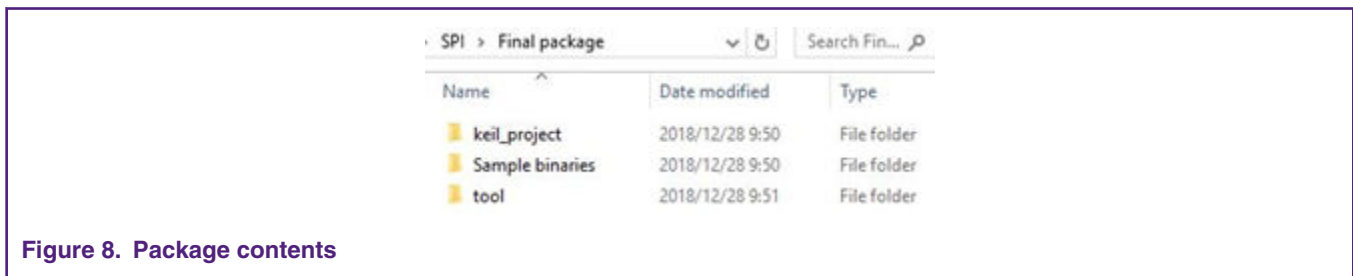 SPI > Final package Search Fin...
Name Date modified Type
keil_project 2018/12/28 9:50 File folder
Sample binaries 2018/12/28 9:50 File folder
tool 2018/12/28 9:51 File folder
Figure 8. Package contents